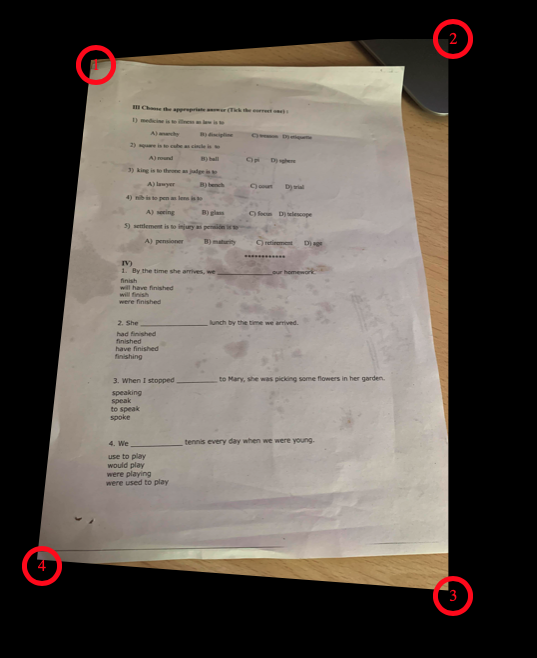 1
2
III Choose the appropriate answer (Tick the correct one) :
1) medicine is to illness as law is to
A) anarchy B) discipline C) treason D) etiquette
2) square is to cube as circle is to
A) round B) ball C) pi D) sphere
3) king is to throne as judge is to
A) lawyer B) bench C) court D) trial
4) nib is to pen as lens is to
A) seeing B) glass C) focus D) telescope
5) settlement is to injury as pension is to
A) pensioner B) maturity C) retirement D) age
************
IV)
1. By the time she arrives, we ____________ our homework.
finish
will have finished
will finish
were finished
2. She ____________ lunch by the time we arrived.
had finished
finished
have finished
finishing
3. When I stopped ________ to Mary, she was picking some flowers in her garden.
speaking
speak
to speak
spoke
4. We __________ tennis every day when we were young.
use to play
would play
were playing
were used to play
4
3